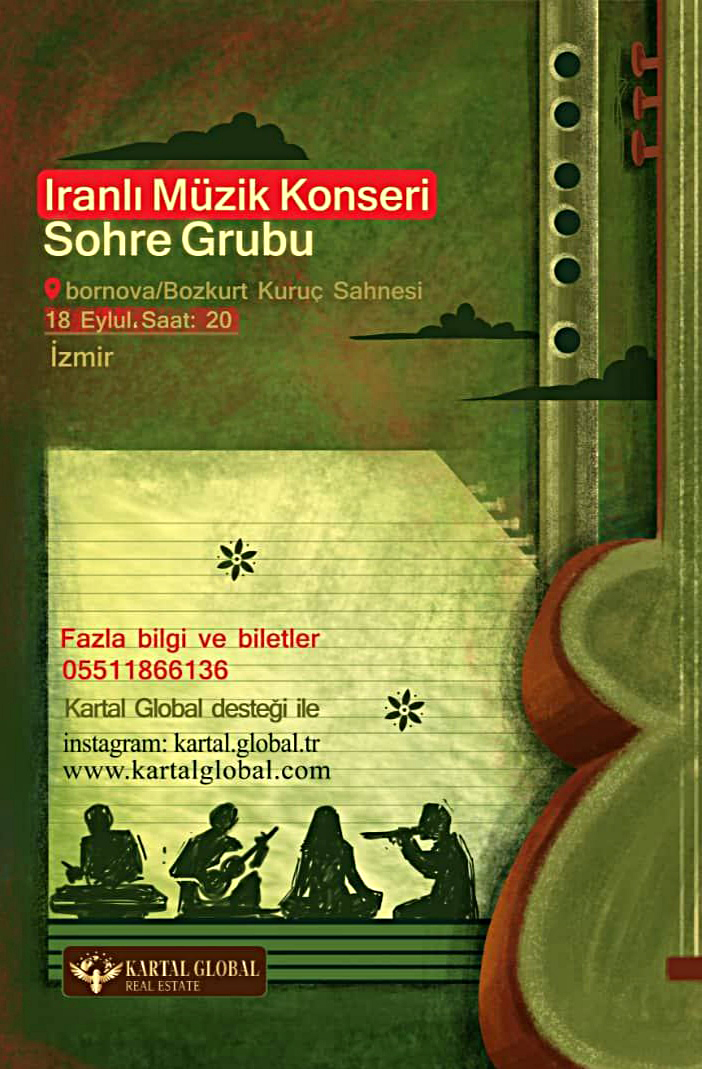 Iranlı Müzik Konseri
Sohre Grubu
bornova/Bozkurt Kuruç Sahnesi
18 Eylul.Saat: 20
İzmir
Fazla bilgi ve biletler
05511866136
Kartal Global desteği ile
instagram: kartal.global.tr
www.kartalglobal.com
KARTAL GLOBAL
REAL ESTATE